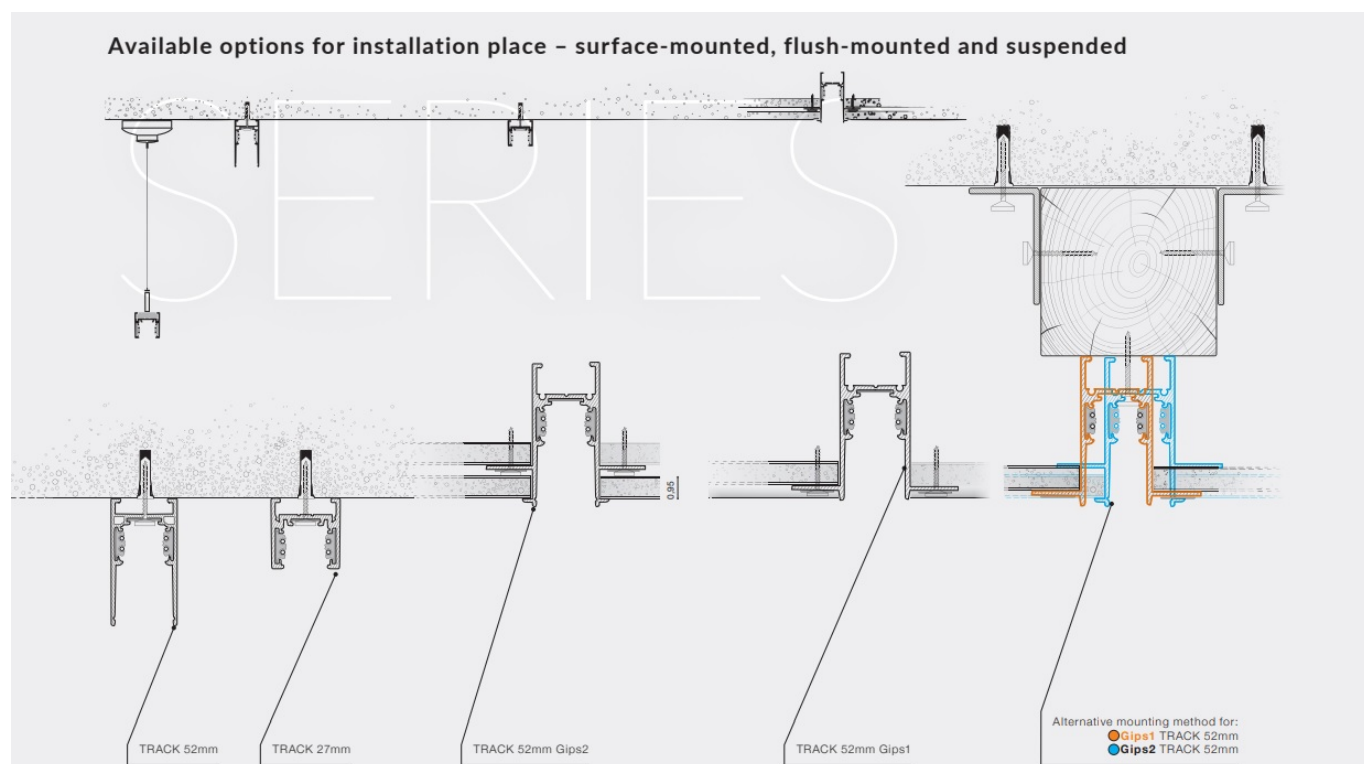 Available options for installation place – surface-mounted, flush-mounted and suspended
SERIES
0.95
TRACK 52mm
TRACK 27mm
TRACK 52mm Gips2
TRACK 52mm Gips1
Alternative mounting method for:
Gips1 TRACK 52mm
Gips2 TRACK 52mm